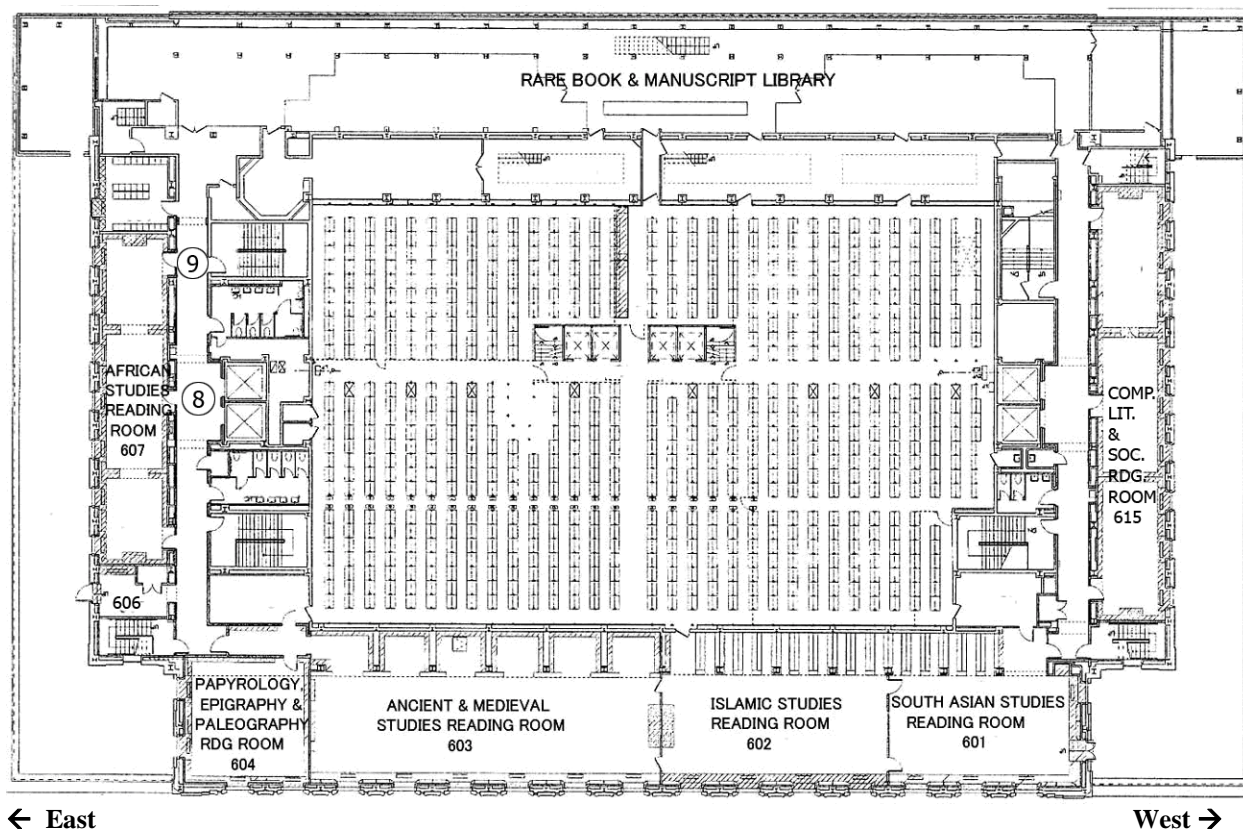 RARE BOOK & MANUSCRIPT LIBRARY
9
8
AFRICAN
STUDIES
READING
ROOM
607
COMP.
LIT.
&
SOC.
RDG.
ROOM
615
606
PAPYROLOGY,
EPIGRAPHY &
PALEOGRAPHY
RDG ROOM
604
ANCIENT & MEDIEVAL
STUDIES READING ROOM
603
ISLAMIC STUDIES
READING ROOM
602
SOUTH ASIAN STUDIES
READING ROOM
601
← East
West →